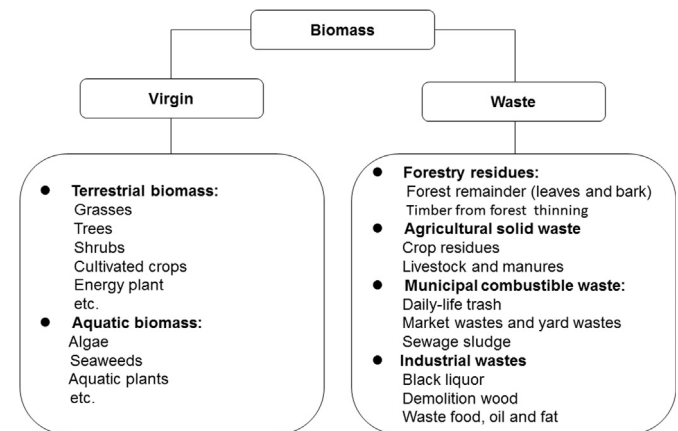 Biomass
Virgin
Waste
Terrestrial biomass:
Grasses
Trees
Shrubs
Cultivated crops
Energy plant
etc.
Aquatic biomass:
Algae
Seaweeds
Aquatic plants
etc.
Forestry residues:
Forest remainder (leaves and bark)
Timber from forest thinning
Agricultural solid waste
Crop residues
Livestock and manures
Municipal combustible waste:
Daily-life trash
Market wastes and yard wastes
Sewage sludge
Industrial wastes
Black liquor
Demolition wood
Waste food, oil and fat